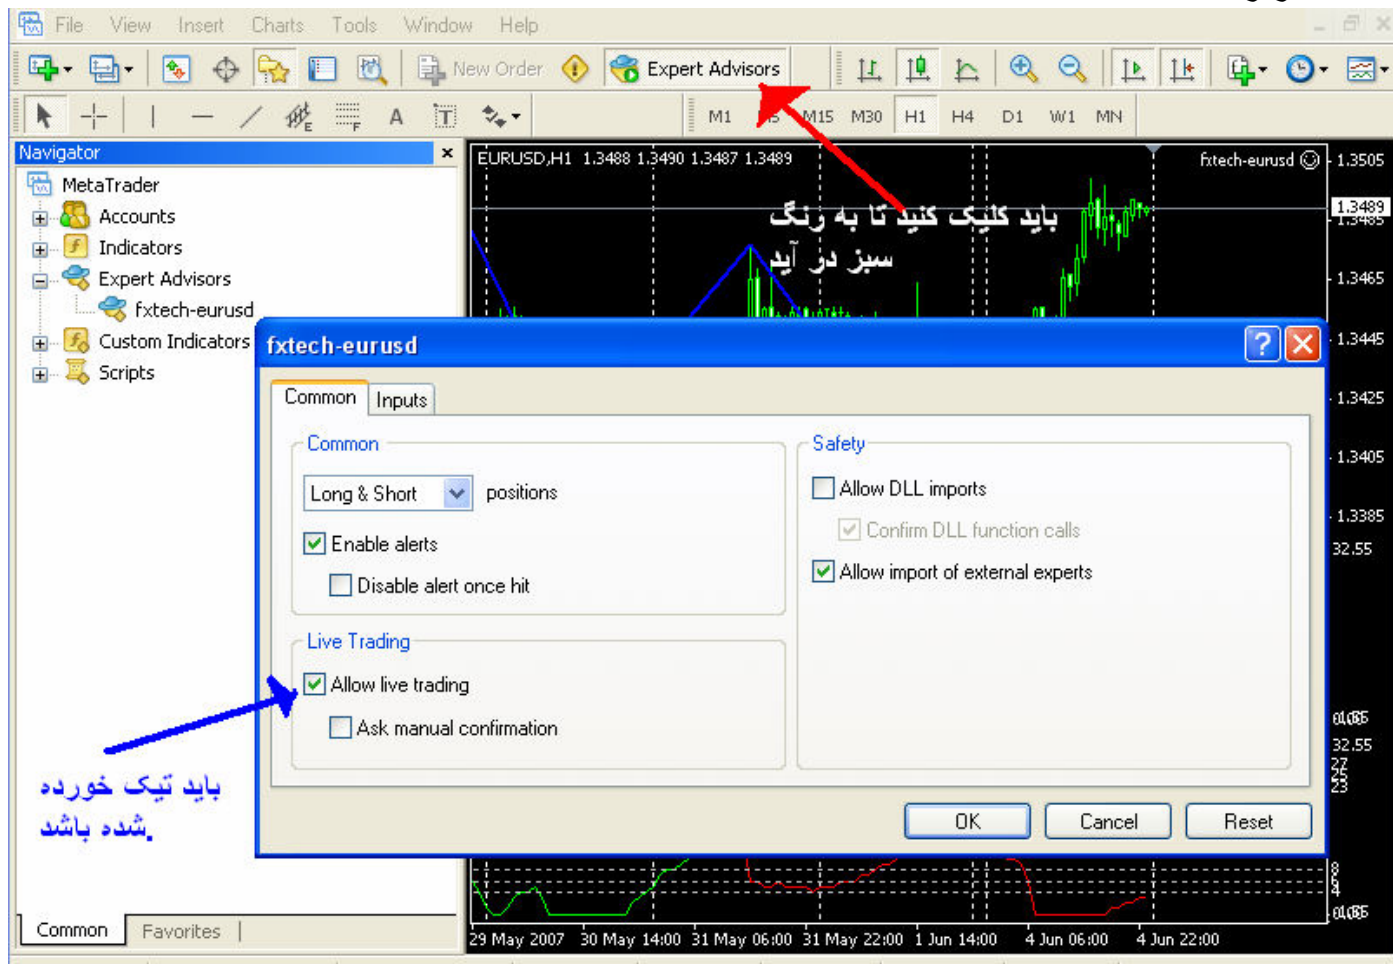 File View Insert Charts Tools Window Help
New Order Expert Advisors
A T
M1 M15 M30 H1 H4 D1 W1 MN
Navigator
MetaTrader
Accounts
Indicators
Expert Advisors
fxtech-eurusd
Custom Indicators
Scripts
Common Favorites
EURUSD,H1 1.3488 1.3490 1.3487 1.3489
fxtech-eurusd
باید کلیک کنید تا به رنگ
سبز در آید
1.3505
1.3489
1.3485
1.3465
1.3445
1.3425
1.3405
1.3385
32.55
fxtech-eurusd
Common Inputs
Common
Long & Short positions
Enable alerts
Disable alert once hit
Live Trading
Allow live trading
Ask manual confirmation
Safety
Allow DLL imports
Confirm DLL function calls
Allow import of external experts
OK Cancel Reset
باید تیک خورده
شده باشد.
32.55
27
23
8
4
29 May 2007 30 May 14:00 31 May 06:00 31 May 22:00 1 Jun 14:00 4 Jun 06:00 4 Jun 22:00